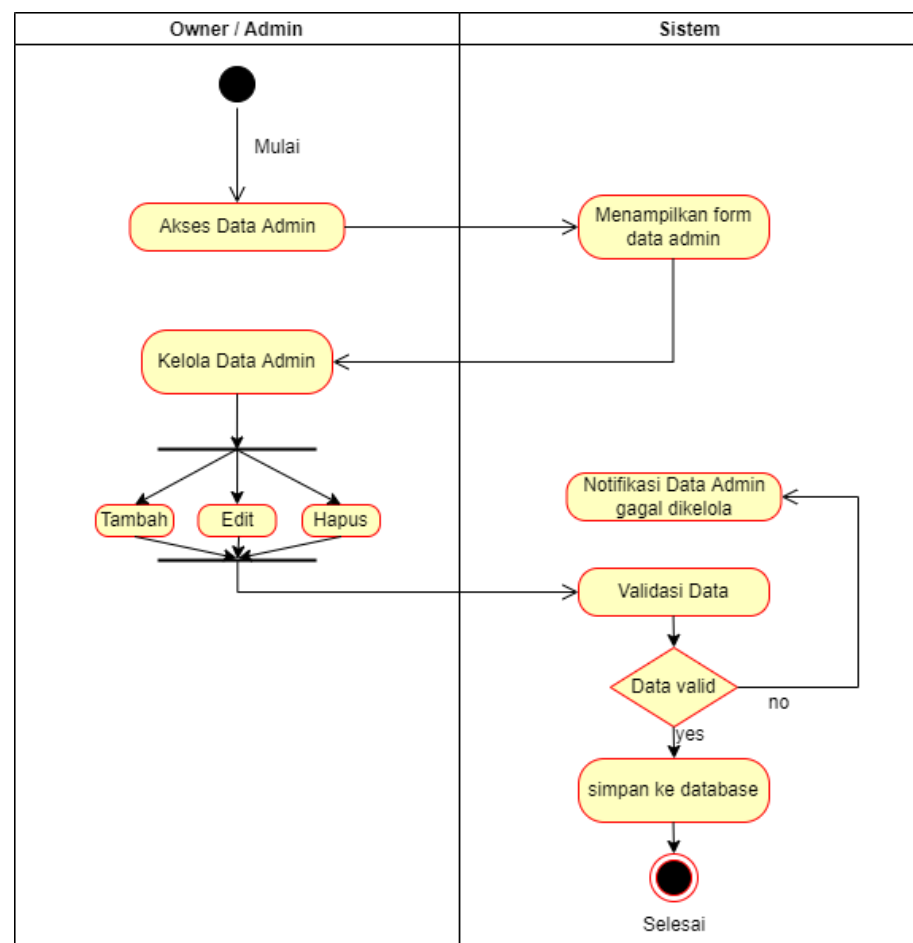 Owner / Admin
Sistem
Mulai
Akses Data Admin
Menampilkan form
data admin
Kelola Data Admin
Tambah
Edit
Hapus
Notifikasi Data Admin
gagal dikelola
Validasi Data
Data valid
no
yes
simpan ke database
Selesai